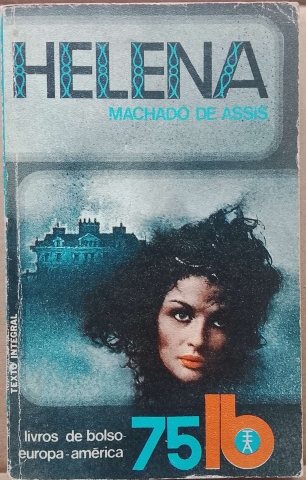 HELENA
MACHADO DE ASSIS
TEXTO INTEGRAL
livros de bolso
europa-américa
75 lb